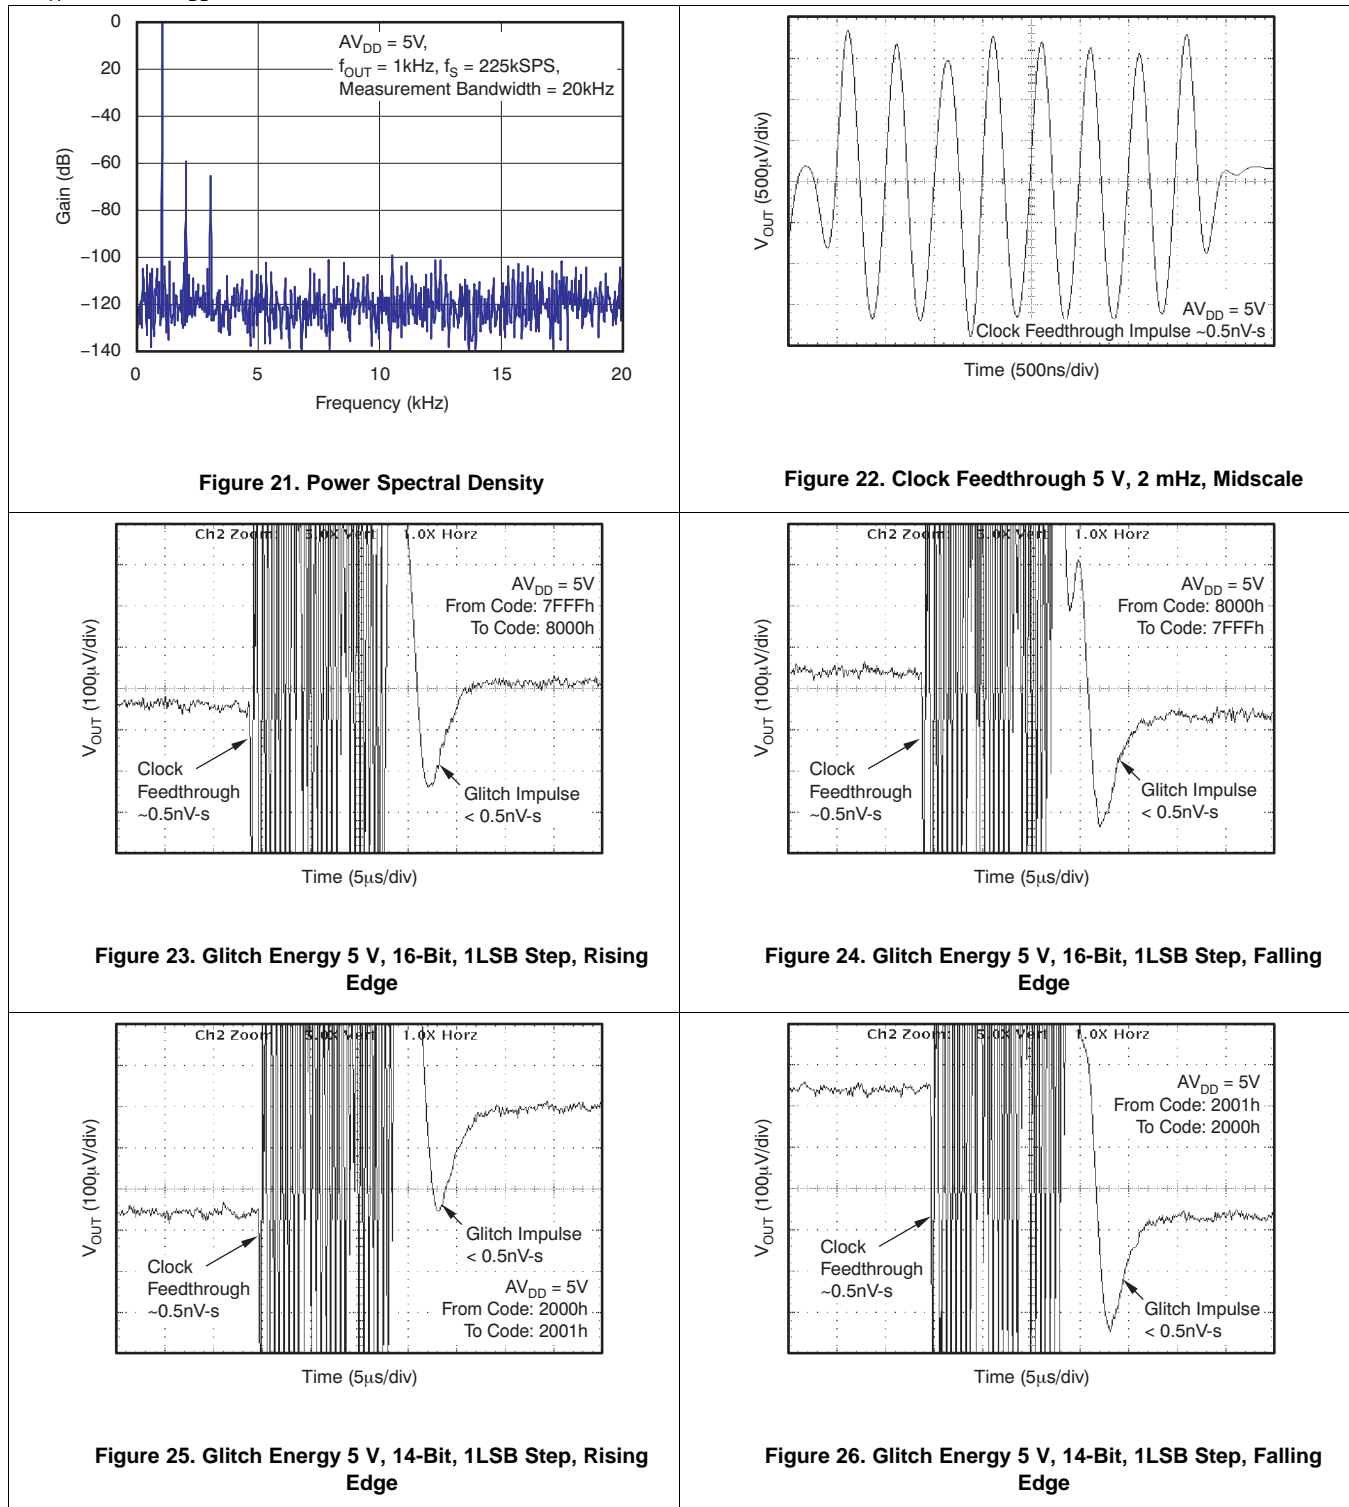 0
20
−40
−60
−80
−100
−120
−140
0
5
10
15
20
Gain (dB)
Frequency (kHz)
AVDD = 5V,
fOUT = 1kHz, fS = 225kSPS,
Measurement Bandwidth = 20kHz
Figure 21. Power Spectral Density
VOUT (500μV/div)
AVDD = 5V
Clock Feedthrough Impulse ~0.5nV-s
Time (500ns/div)
Figure 22. Clock Feedthrough 5 V, 2 mHz, Midscale
Ch2 Zoom: 5.0X Vert 1.0X Horz
VOUT (100μV/div)
AVDD = 5V
From Code: 7FFFh
To Code: 8000h
Clock
Feedthrough
~0.5nV-s
Glitch Impulse
< 0.5nV-s
Time (5μs/div)
Figure 23. Glitch Energy 5 V, 16-Bit, 1LSB Step, Rising
Edge
Ch2 Zoom: 5.0X Vert 1.0X Horz
VOUT (100μV/div)
AVDD = 5V
From Code: 8000h
To Code: 7FFFh
Clock
Feedthrough
~0.5nV-s
Glitch Impulse
< 0.5nV-s
Time (5μs/div)
Figure 24. Glitch Energy 5 V, 16-Bit, 1LSB Step, Falling
Edge
Ch2 Zoom: 5.0X Vert 1.0X Horz
VOUT (100μV/div)
Clock
Feedthrough
~0.5nV-s
Glitch Impulse
< 0.5nV-s
AVDD = 5V
From Code: 2000h
To Code: 2001h
Time (5μs/div)
Figure 25. Glitch Energy 5 V, 14-Bit, 1LSB Step, Rising
Edge
Ch2 Zoom: 5.0X Vert 1.0X Horz
VOUT (100μV/div)
AVDD = 5V
From Code: 2001h
To Code: 2000h
Clock
Feedthrough
~0.5nV-s
Glitch Impulse
< 0.5nV-s
Time (5μs/div)
Figure 26. Glitch Energy 5 V, 14-Bit, 1LSB Step, Falling
Edge